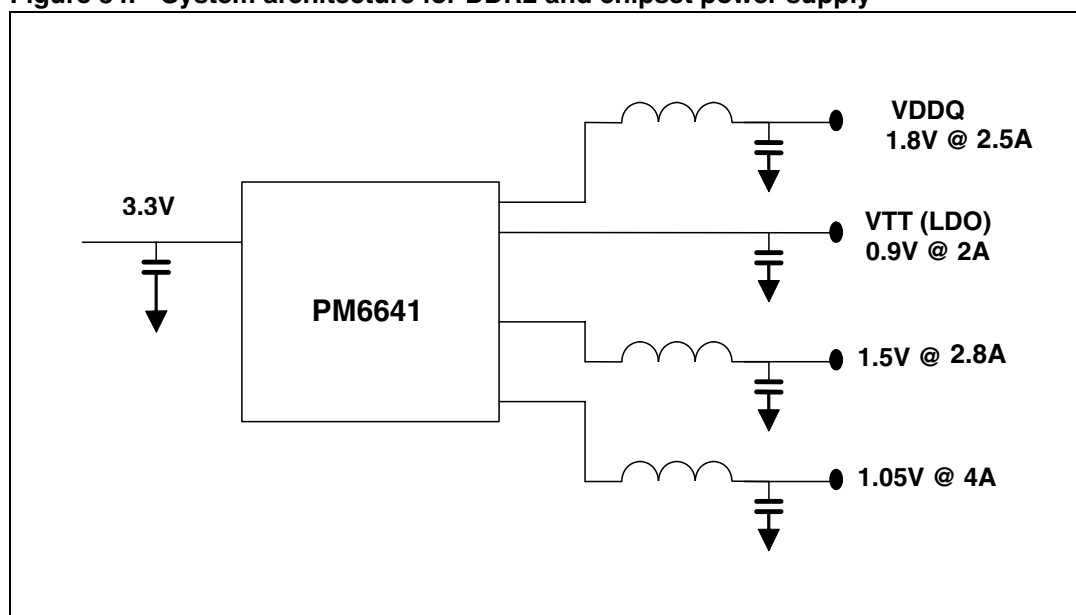 3.3V
PM6641
VDDQ
1.8V @ 2.5A
VTT (LDO)
0.9V @ 2A
1.5V @ 2.8A
1.05V @ 4A